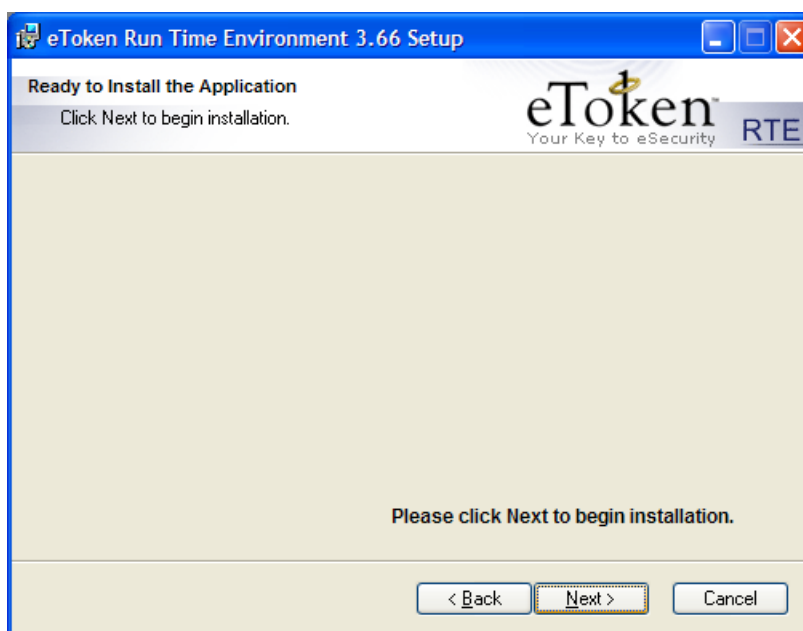 eToken Run Time Environment 3.66 Setup
Ready to Install the Application
Click Next to begin installation.
eToken™
Your Key to eSecurity
RTE
Please click Next to begin installation.
< Back
Next >
Cancel